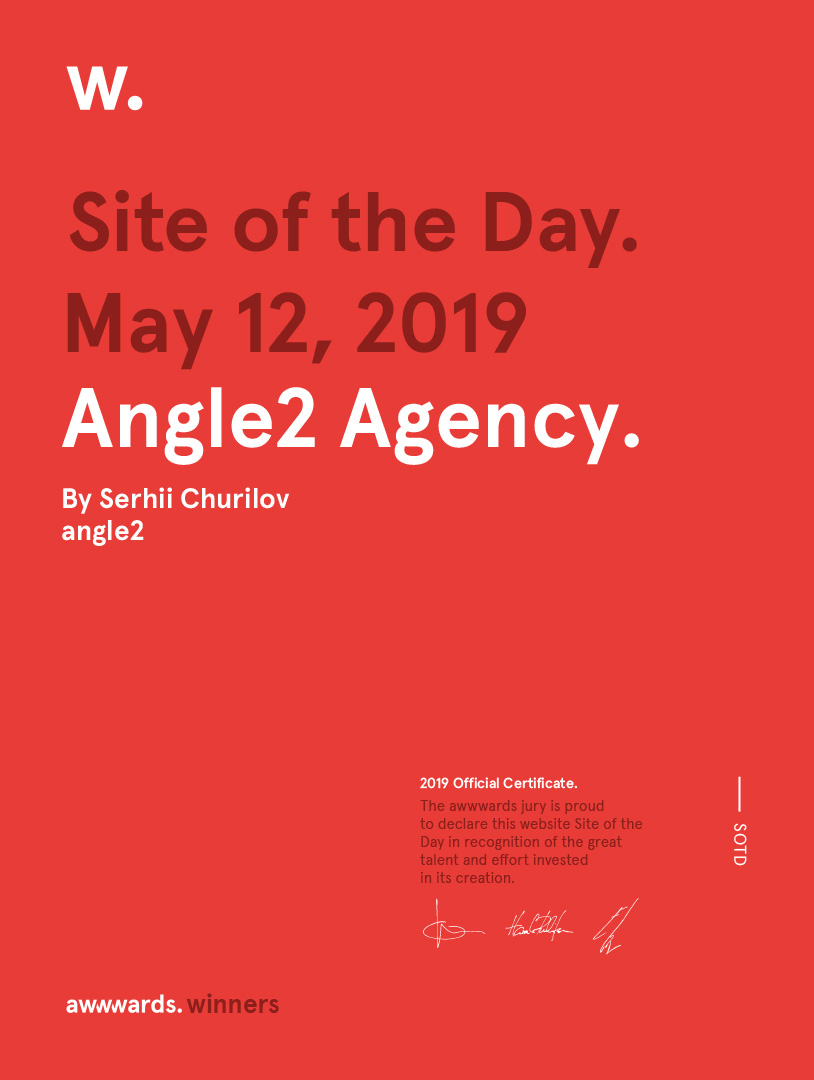 w.
Site of the Day.
May 12, 2019
Angle2 Agency.
By Serhii Churilov
angle2
2019 Official Certificate.
The awwwards jury is proud
to declare this website Site of the
Day in recognition of the great
talent and effort invested
in its creation.
SOTD
awwwards. winners